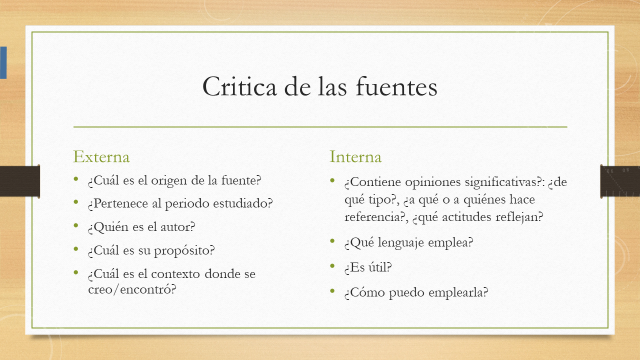 Critica de las fuentes
Externa
• ¿Cuál es el origen de la fuente?
• ¿Pertenece al periodo estudiado?
• ¿Quién es el autor?
• ¿Cuál es su propósito?
• ¿Cuál es el contexto donde se
creo/encontró?
Interna
• ¿Contiene opiniones significativas?: ¿de
qué tipo?, ¿a qué o a quiénes hace
referencia?, ¿qué actitudes reflejan?
• ¿Qué lenguaje emplea?
• ¿Es útil?
• ¿Cómo puedo emplearla?